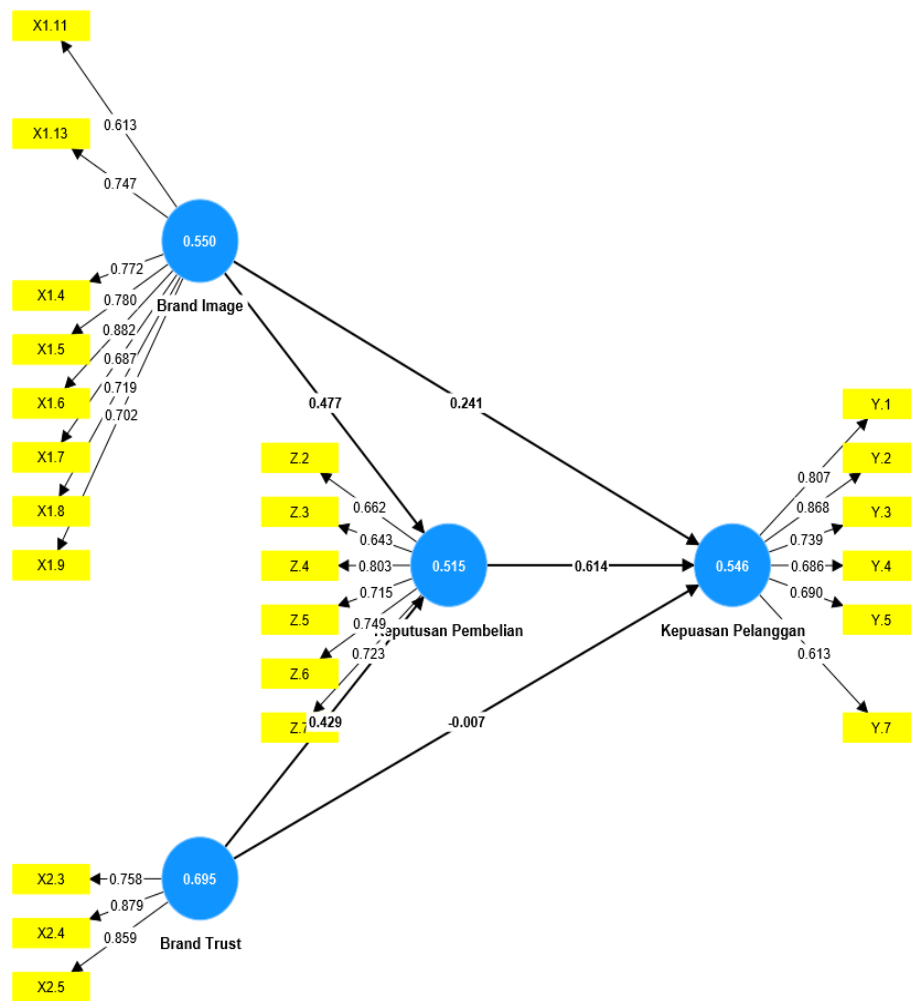 X1.11
0.613
X1.13
0.747
0.550
Brand Image
X1.4
0.772
X1.5
0.780
X1.6
0.882
X1.7
0.687
X1.8
0.719
X1.9
0.702
0.477
0.241
Z.2
0.662
Z.3
0.643
Z.4
0.803
Z.5
0.715
Z.6
0.749
Z.7
0.723
0.515
Keputusan Pembelian
0.614
0.546
Kepuasan Pelanggan
Y.1
0.807
Y.2
0.868
Y.3
0.739
Y.4
0.686
Y.5
0.690
Y.7
0.613
0.429
-0.007
0.695
Brand Trust
X2.3
0.758
X2.4
0.879
X2.5
0.859